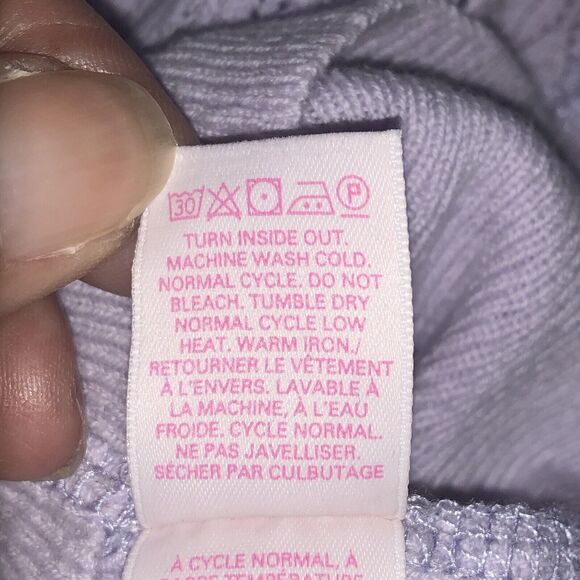 30 P
TURN INSIDE OUT.
MACHINE WASH COLD.
NORMAL CYCLE. DO NOT
BLEACH. TUMBLE DRY
NORMAL CYCLE LOW
HEAT. WARM IRON./
RETOURNER LE VÊTEMENT
À L'ENVERS. LAVABLE À
LA MACHINE, À L'EAU
FROIDE. CYCLE NORMAL.
NE PAS JAVELLISER.
SÉCHER PAR CULBUTAGE
À CYCLE NORMAL, À
BASSE TEMPÉRATURE.